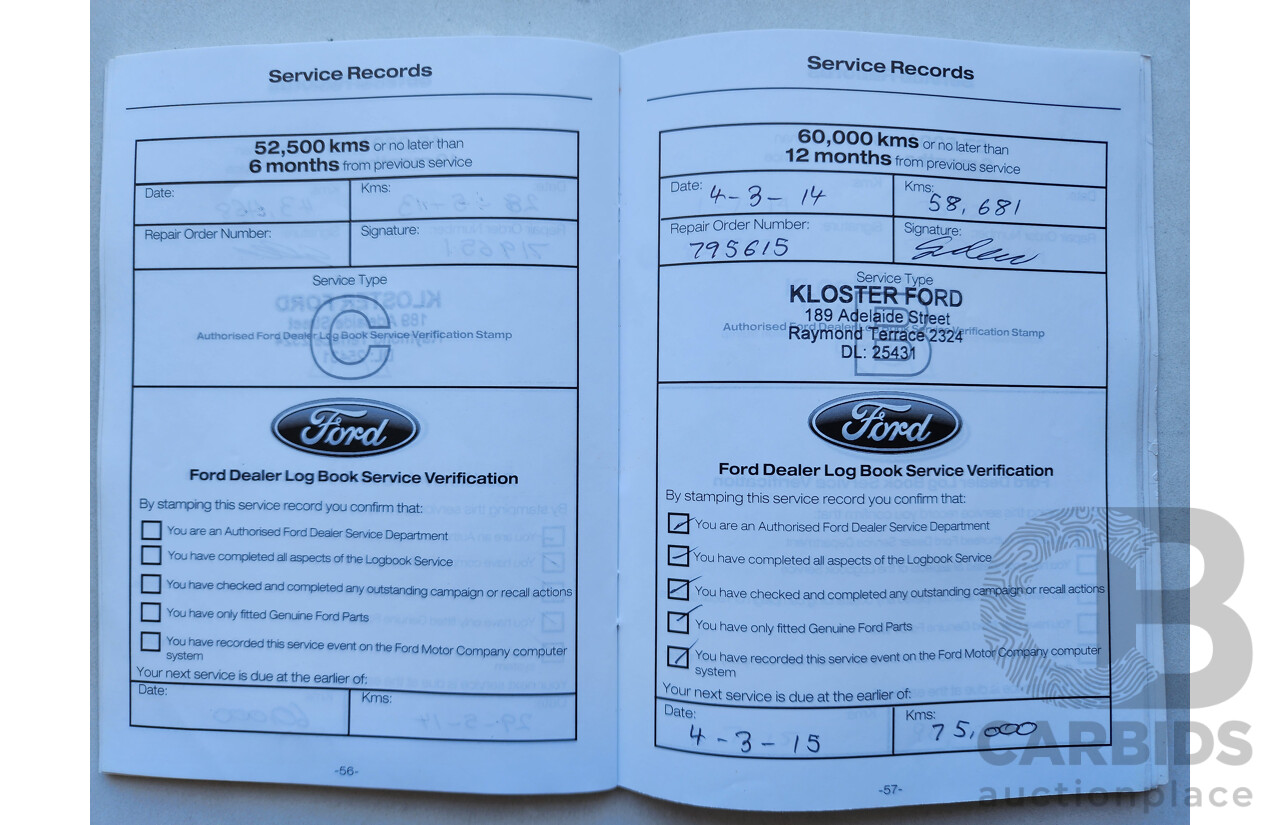 Service Records
52,500 kms or no later than
6 months from previous service
Date:
Kms:
Repair Order Number:
Signature:
Service Type
C
Authorised Ford Dealer Log Book Service Verification Stamp
Ford
Ford Dealer Log Book Service Verification
By stamping this service record you confirm that:
You are an Authorised Ford Dealer Service Department
You have completed all aspects of the Logbook Service
You have checked and completed any outstanding campaign or recall actions
You have only fitted Genuine Ford Parts
You have recorded this service event on the Ford Motor Company computer
system
Your next service is due at the earlier of:
Date:
Kms:
-56-
Service Records
60,000 kms or no later than
12 months from previous service
Date: 4-3-14
Kms: 58,681
Repair Order Number:
795615
Signature:
Service Type
B
KLOSTER FORD
189 Adelaide Street
Authorised Ford Dealer Log Book Service Verification Stamp
Raymond Terrace 2324
DL: 25431
Ford
Ford Dealer Log Book Service Verification
By stamping this service record you confirm that:
You are an Authorised Ford Dealer Service Department
You have completed all aspects of the Logbook Service
You have checked and completed any outstanding campaign or recall actions
You have only fitted Genuine Ford Parts
You have recorded this service event on the Ford Motor Company computer
system
Your next service is due at the earlier of:
Date:
4-3-15
Kms:
75,000
-57-
CB
CARBIDS
auctionplace